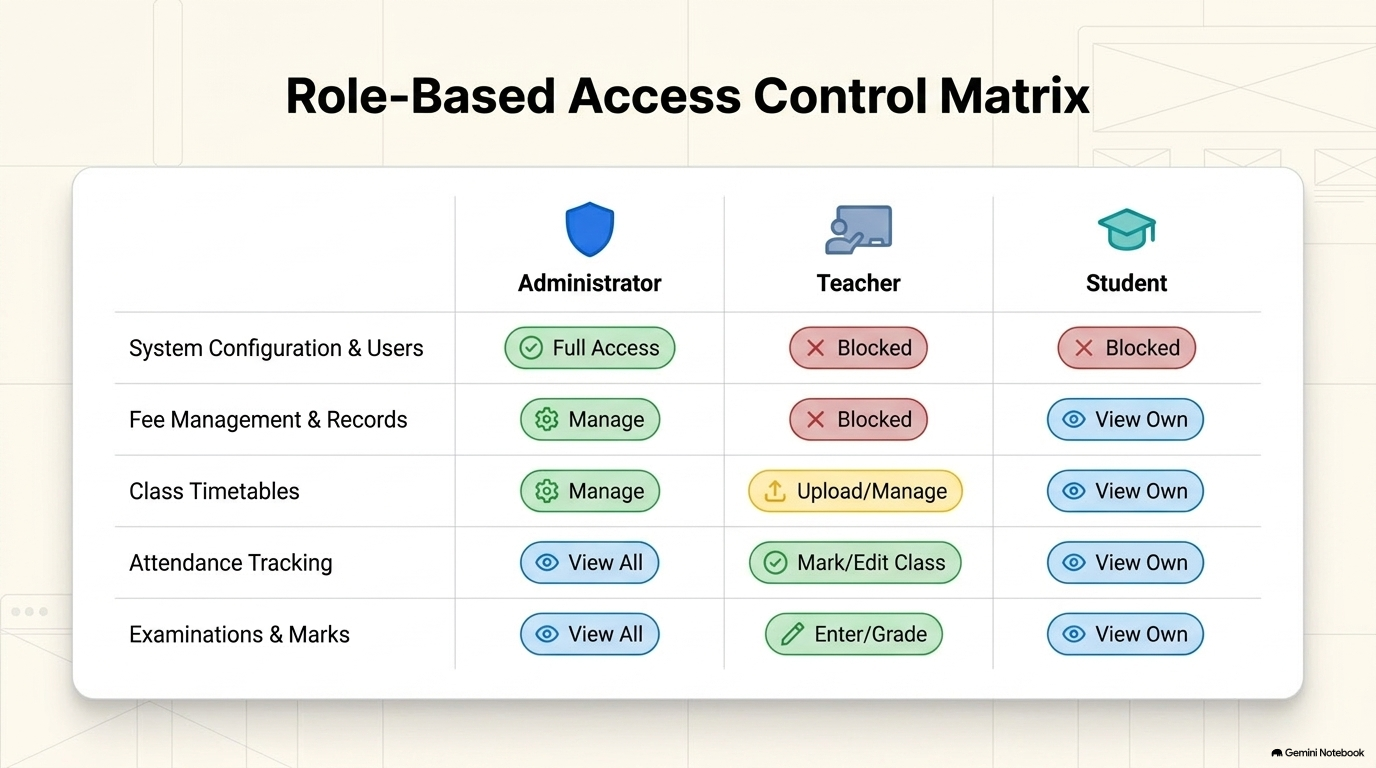 Role-Based Access Control Matrix
Administrator Teacher Student
System Configuration & Users Full Access Blocked Blocked
Fee Management & Records Manage Blocked View Own
Class Timetables Manage Upload/Manage View Own
Attendance Tracking View All Mark/Edit Class View Own
Examinations & Marks View All Enter/Grade View Own
Gemini Notebook